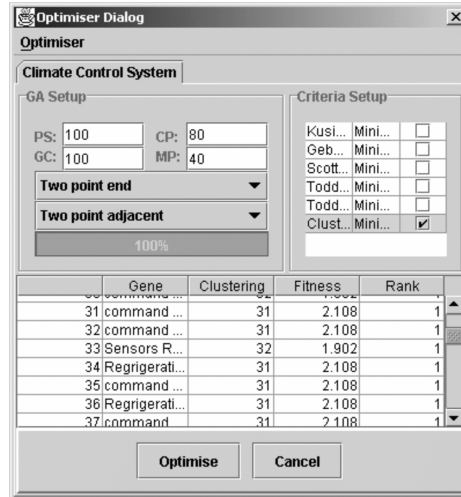 Optimiser Dialog
Optimiser
Climate Control System
GA Setup
PS: 100 CP: 80
GC: 100 MP: 40
Two point end
Two point adjacent
100%
Criteria Setup
Kusi... Mini...
Geb... Mini...
Scott... Mini...
Todd... Mini...
Todd... Mini...
Clust... Mini...
Gene Clustering Fitness Rank
31 command ... 31 2.108 1
32 command ... 31 2.108 1
33 Sensors R... 32 1.902 1
34 Regrigerati... 31 2.108 1
35 command ... 31 2.108 1
36 Regrigerati... 31 2.108 1
37 command 31 2.108 1
Optimise Cancel